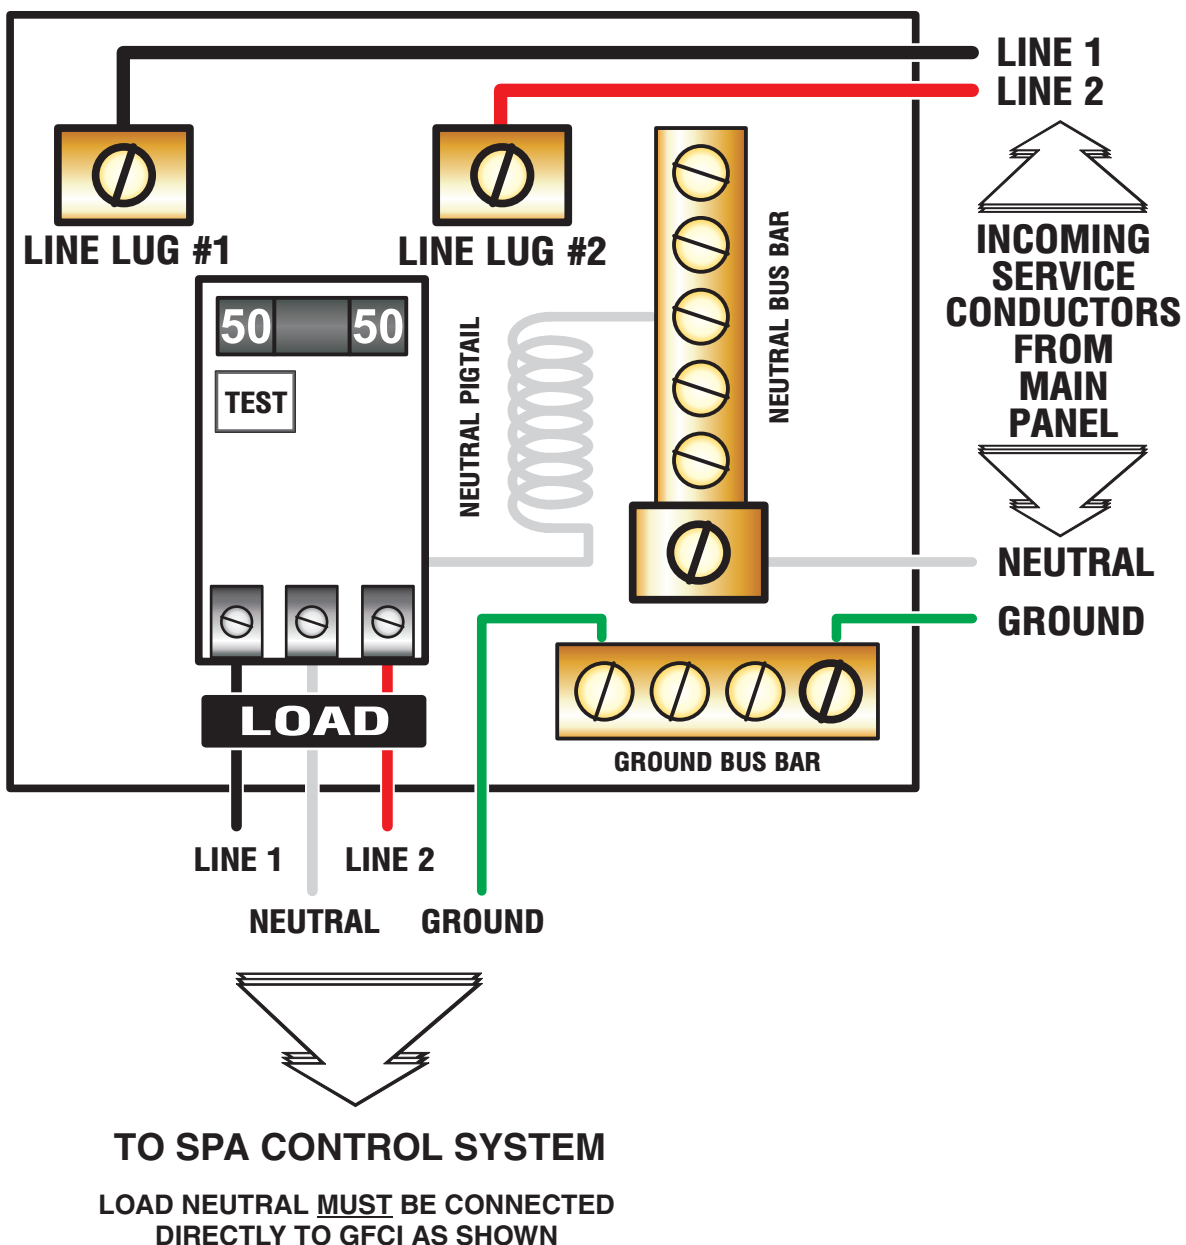 LINE 1
LINE 2
LINE LUG #1
LINE LUG #2
NEUTRAL BUS BAR
INCOMING
SERVICE
CONDUCTORS
FROM
MAIN
PANEL
50
50
TEST
NEUTRAL PIGTAIL
NEUTRAL
GROUND
LOAD
GROUND BUS BAR
LINE 1
LINE 2
NEUTRAL
GROUND
TO SPA CONTROL SYSTEM
LOAD NEUTRAL MUST BE CONNECTED
DIRECTLY TO GFCI AS SHOWN